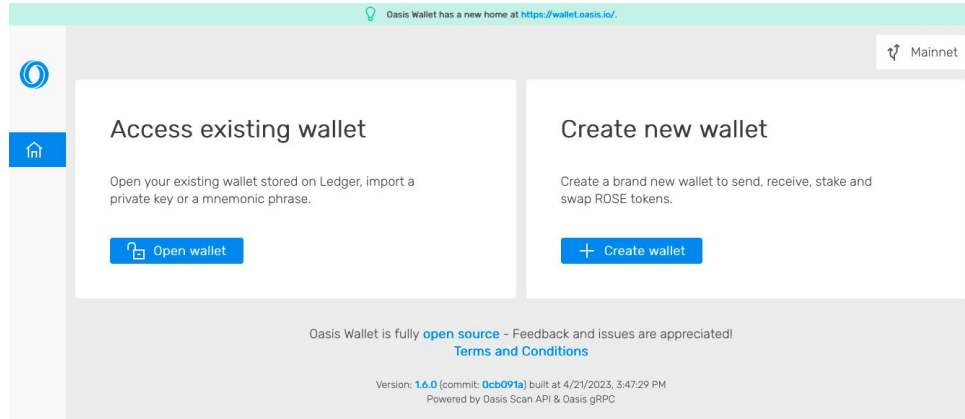 Oasis Wallet has a new home at https://wallet.oasis.io/.
Mainnet
Access existing wallet
Open your existing wallet stored on Ledger, import a
private key or a mnemonic phrase.
Open wallet
Create new wallet
Create a brand new wallet to send, receive, stake and
swap ROSE tokens.
Create wallet
Oasis Wallet is fully open source - Feedback and issues are appreciated!
Terms and Conditions
Version: 1.6.0 (commit: 0cb091a) built at 4/21/2023, 3:47:29 PM
Powered by Oasis Scan API & Oasis gRPC